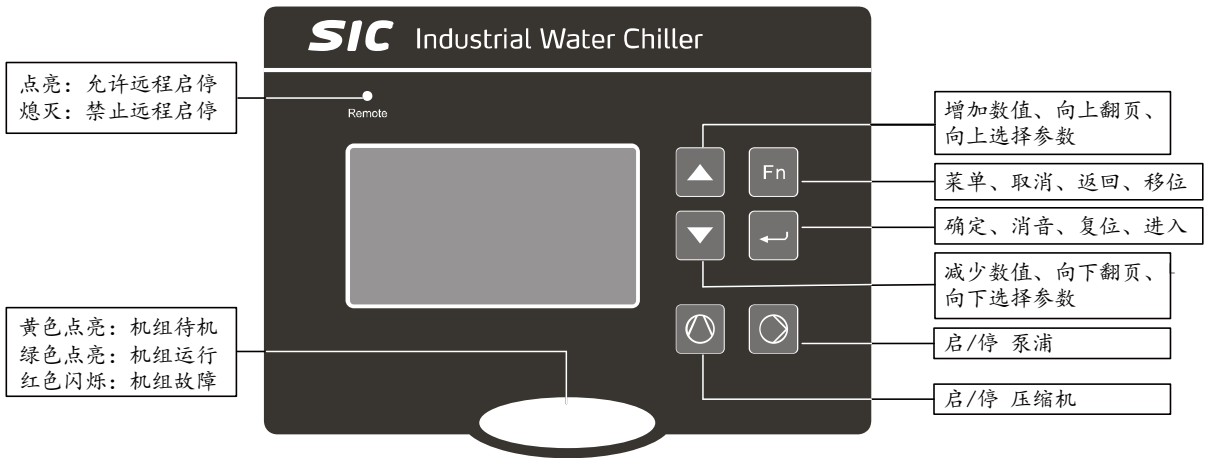 SIC Industrial Water Chiller
点亮：允许远程启停
熄灭：禁止远程启停
Remote
增加数值、向上翻页、
向上选择参数
Fn
菜单、取消、返回、移位
确定、消音、复位、进入
减少数值、向下翻页、
向下选择参数
黄色点亮：机组待机
绿色点亮：机组运行
红色闪烁：机组故障
启/停 泵浦
启/停 压缩机